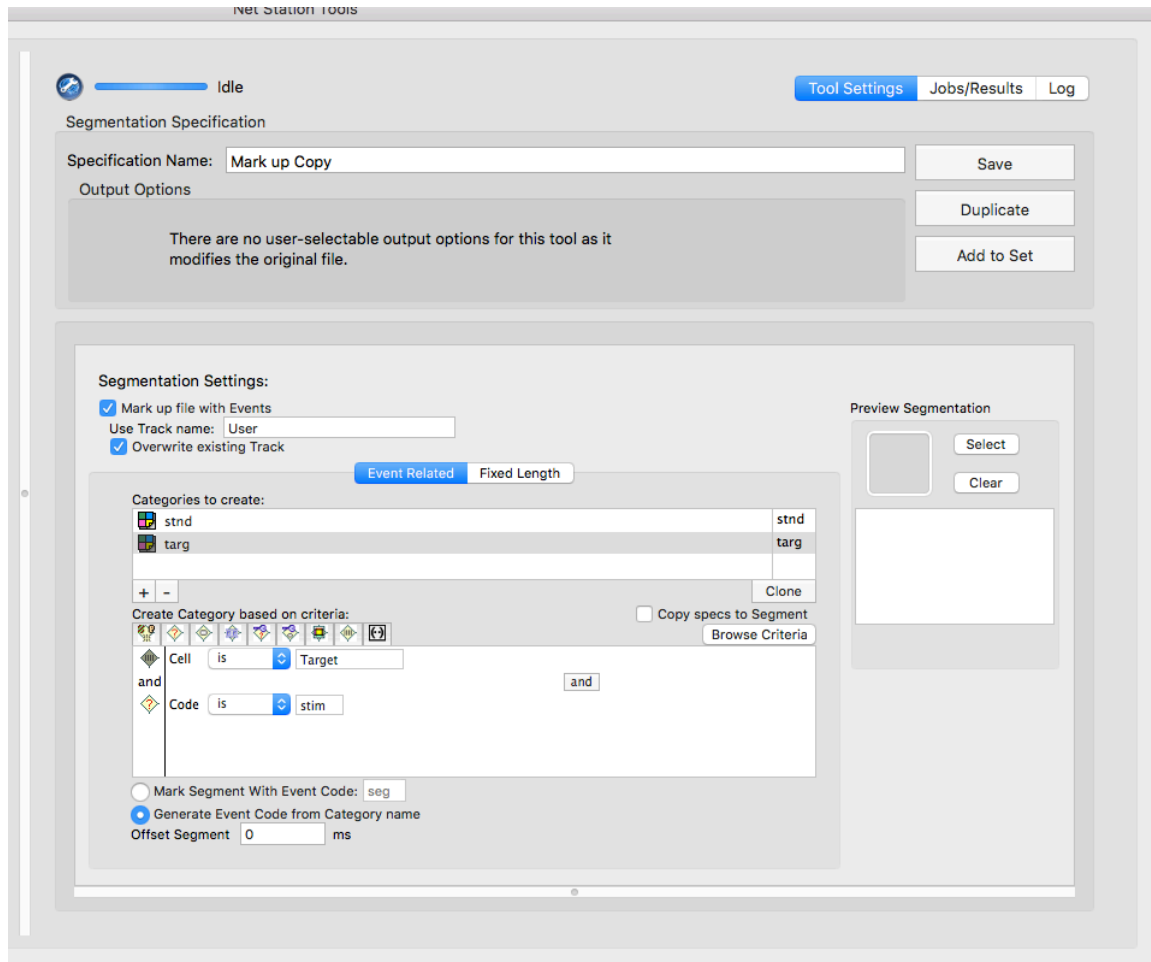 Net Station Tools
Idle
Tool Settings Jobs/Results Log
Segmentation Specification
Specification Name: Mark up Copy
Save
Output Options
Duplicate
There are no user-selectable output options for this tool as it
modifies the original file.
Add to Set
Segmentation Settings:
Mark up file with Events
Preview Segmentation
Use Track name: User
Overwrite existing Track
Select
Event Related Fixed Length
Clear
Categories to create:
stnd stnd
targ targ
+ - Clone
Create Category based on criteria: Copy specs to Segment
Browse Criteria
Cell is Target
and and
Code is stim
Mark Segment With Event Code: seg
Generate Event Code from Category name
Offset Segment 0 ms